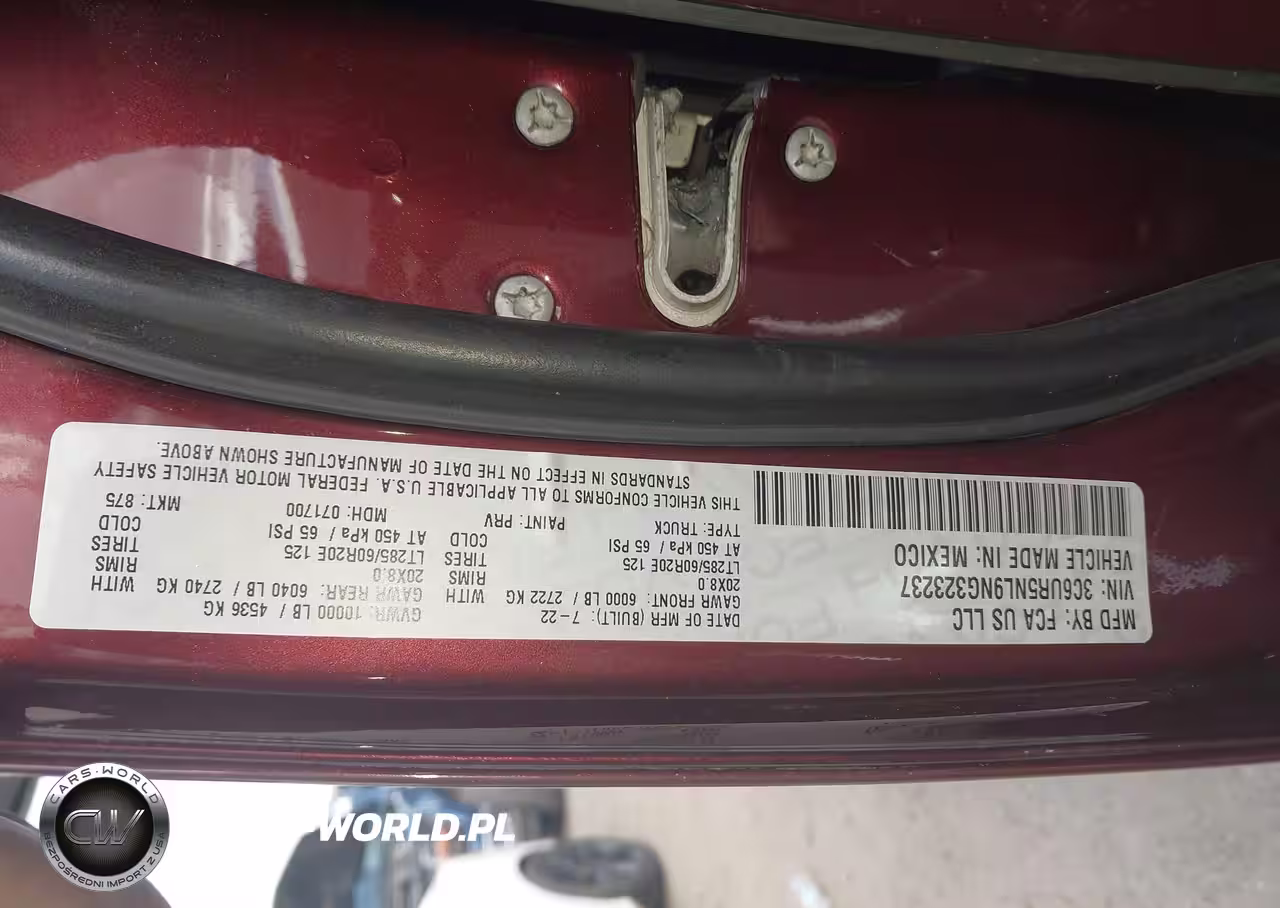 MFD BY: FCA US LLC
VIN: 3C6UR5NL9NG323237
VEHICLE MADE IN: MEXICO
DATE OF MFR (BUILT): 7-22
GVWR: 10000 LB / 4536 KG
GAWR FRONT: 6000 LB / 2722 KG WITH
20X8.0 RIMS
LT285/60R20E 125 TIRES
AT 450 kPa / 65 PSI COLD
GAWR REAR: 6040 LB / 2740 KG WITH
20X8.0 RIMS
LT285/60R20E 125 TIRES
AT 450 kPa / 65 PSI COLD
TYPE: TRUCK PAINT: PRV MDH: 071700 MKT: 875
THIS VEHICLE CONFORMS TO ALL APPLICABLE U.S.A. FEDERAL MOTOR VEHICLE SAFETY
STANDARDS IN EFFECT ON THE DATE OF MANUFACTURE SHOWN ABOVE.
CARS-WORLD
CW
BEZPOŚREDNI IMPORT Z USA
WORLD.PL